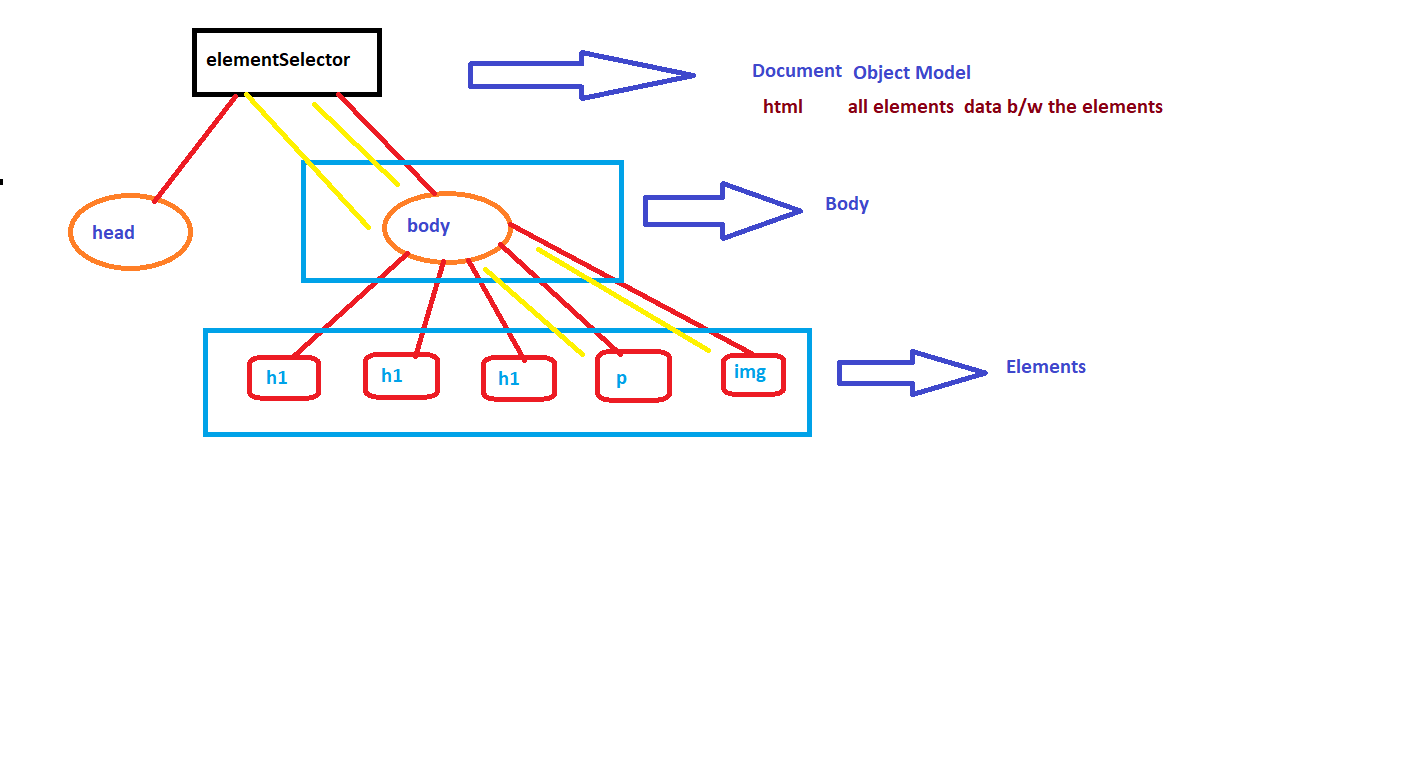 elementSelector
Document Object Model
html all elements data b/w the elements
head
body
Body
h1 h1 h1 p img
Elements